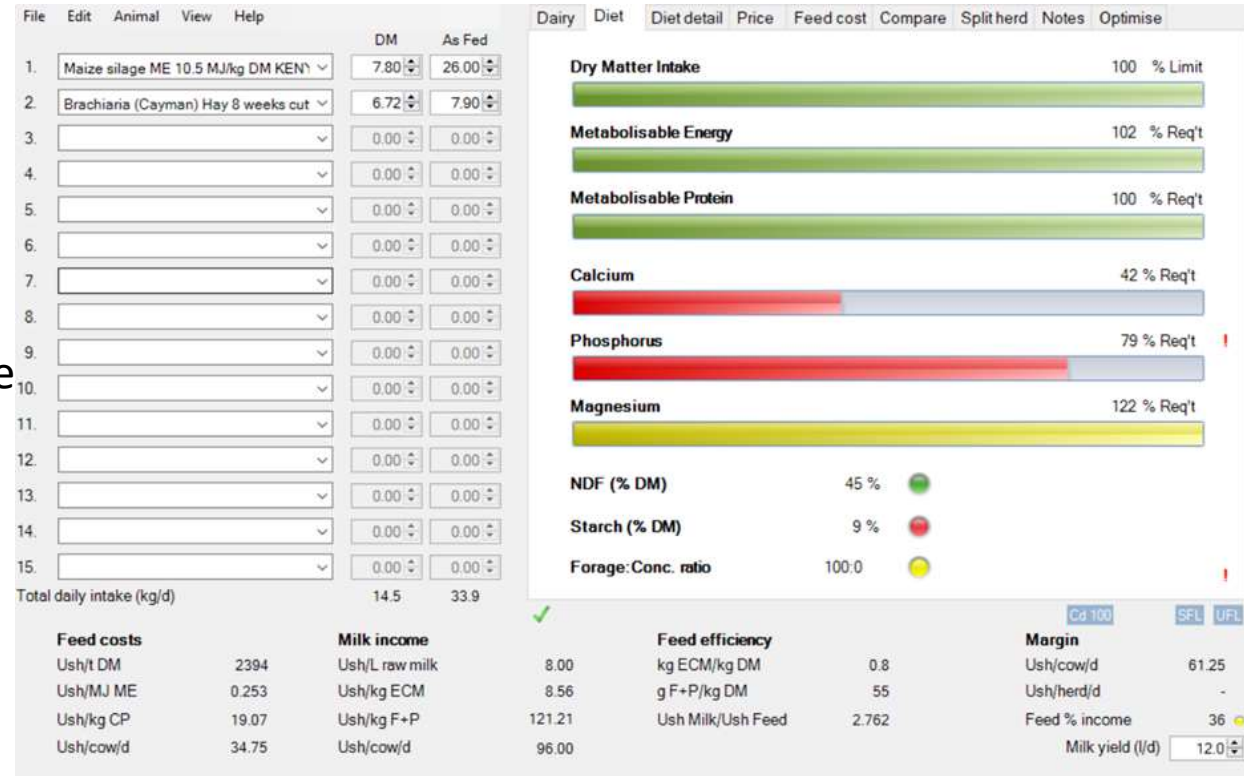 File Edit Animal View Help
Dairy Diet Diet detail Price Feed cost Compare Split herd Notes Optimise
DM As Fed
1. Maize silage ME 10.5 MJ/kg DM KENY 7.80 26.00
2. Brachiaria (Cayman) Hay 8 weeks cut 6.72 7.90
3. 0.00 0.00
4. 0.00 0.00
5. 0.00 0.00
6. 0.00 0.00
7. 0.00 0.00
8. 0.00 0.00
9. 0.00 0.00
e
10. 0.00 0.00
11. 0.00 0.00
12. 0.00 0.00
13. 0.00 0.00
14. 0.00 0.00
15. 0.00 0.00
Total daily intake (kg/d) 14.5 33.9
Dry Matter Intake 100 % Limit
Metabolisable Energy 102 % Req't
Metabolisable Protein 100 % Req't
Calcium 42 % Req't
Phosphorus 79 % Req't !
Magnesium 122 % Req't
NDF (% DM) 45 %
Starch (% DM) 9 %
Forage:Conc. ratio 100:0 !
Cd 100 SFL UFL
Feed costs Milk income Feed efficiency Margin
Ush/t DM 2394 Ush/L raw milk 8.00 kg ECM/kg DM 0.8 Ush/cow/d 61.25
Ush/MJ ME 0.253 Ush/kg ECM 8.56 g F+P/kg DM 55 Ush/herd/d -
Ush/kg CP 19.07 Ush/kg F+P 121.21 Ush Milk/Ush Feed 2.762 Feed % income 36
Ush/cow/d 34.75 Ush/cow/d 96.00 Milk yield (l/d) 12.0